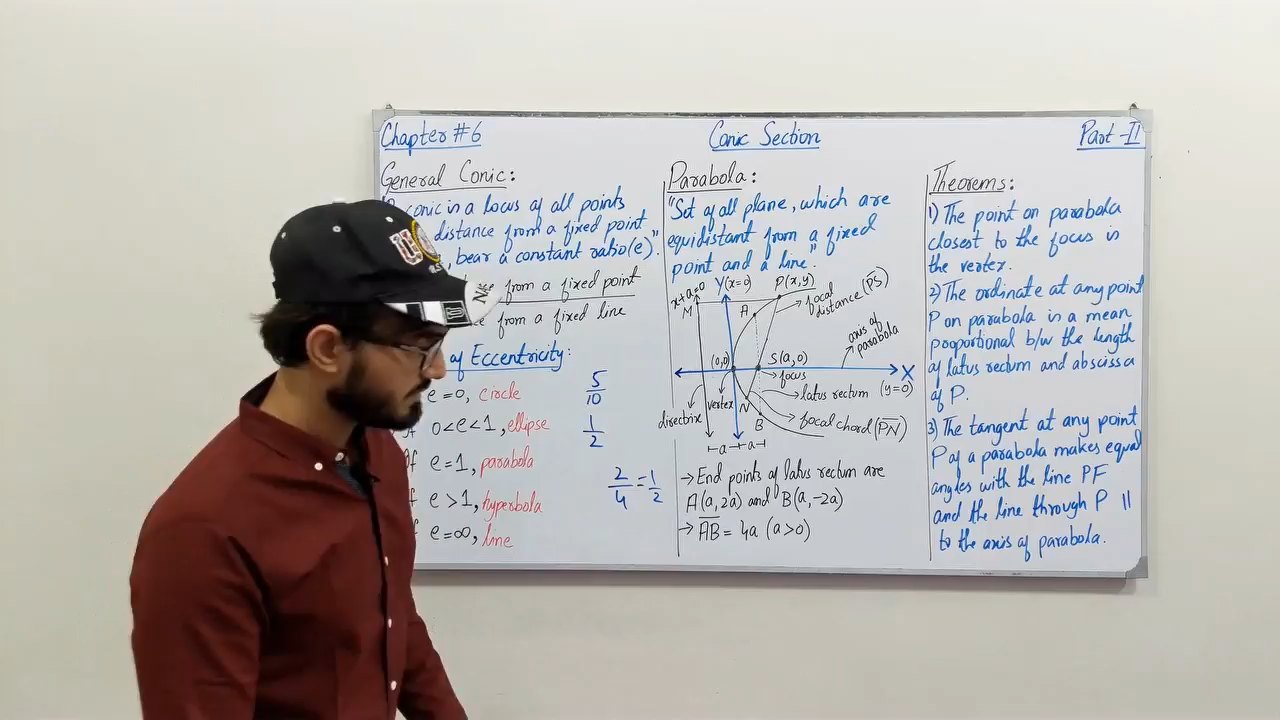 Chapter #6
Conic Section
Part -II
General Conic:
conic is a locus of all points
distance from a fixed point
, bear a constant ratio(e)."
from a fixed point
ce from a fixed line
of Eccentricity:
e=0, circle
If 0<e<1, ellipse
If e=1, parabola
If e>1, hyperbola
If e=∞, line
5/10
1/2
2/4=1/2
Parabola:
"Set of all plane, which are
equidistant from a fixed
point and a line."
x+a=0
Y(x=0)
P(x,y)
M
A
focal
distance (PS)
axis of
parabola
(0,0)
S(a,0)
X
focus
(y=0)
vertex
N
latus rectum
directrix
B
focal chord (PN)
a
a
→ End points of latus rectum are
A(a,2a) and B(a,-2a)
→ AB = 4a (a>0)
Theorems:
1) The point on parabola
closest to the focus is
the vertex.
2) The ordinate at any point
P on parabola is a mean
proportional b/w the length
of latus rectum and abscissa
of P.
3) The tangent at any point
P of a parabola makes equal
angles with the line PF
and the line through P ||
to the axis of parabola.